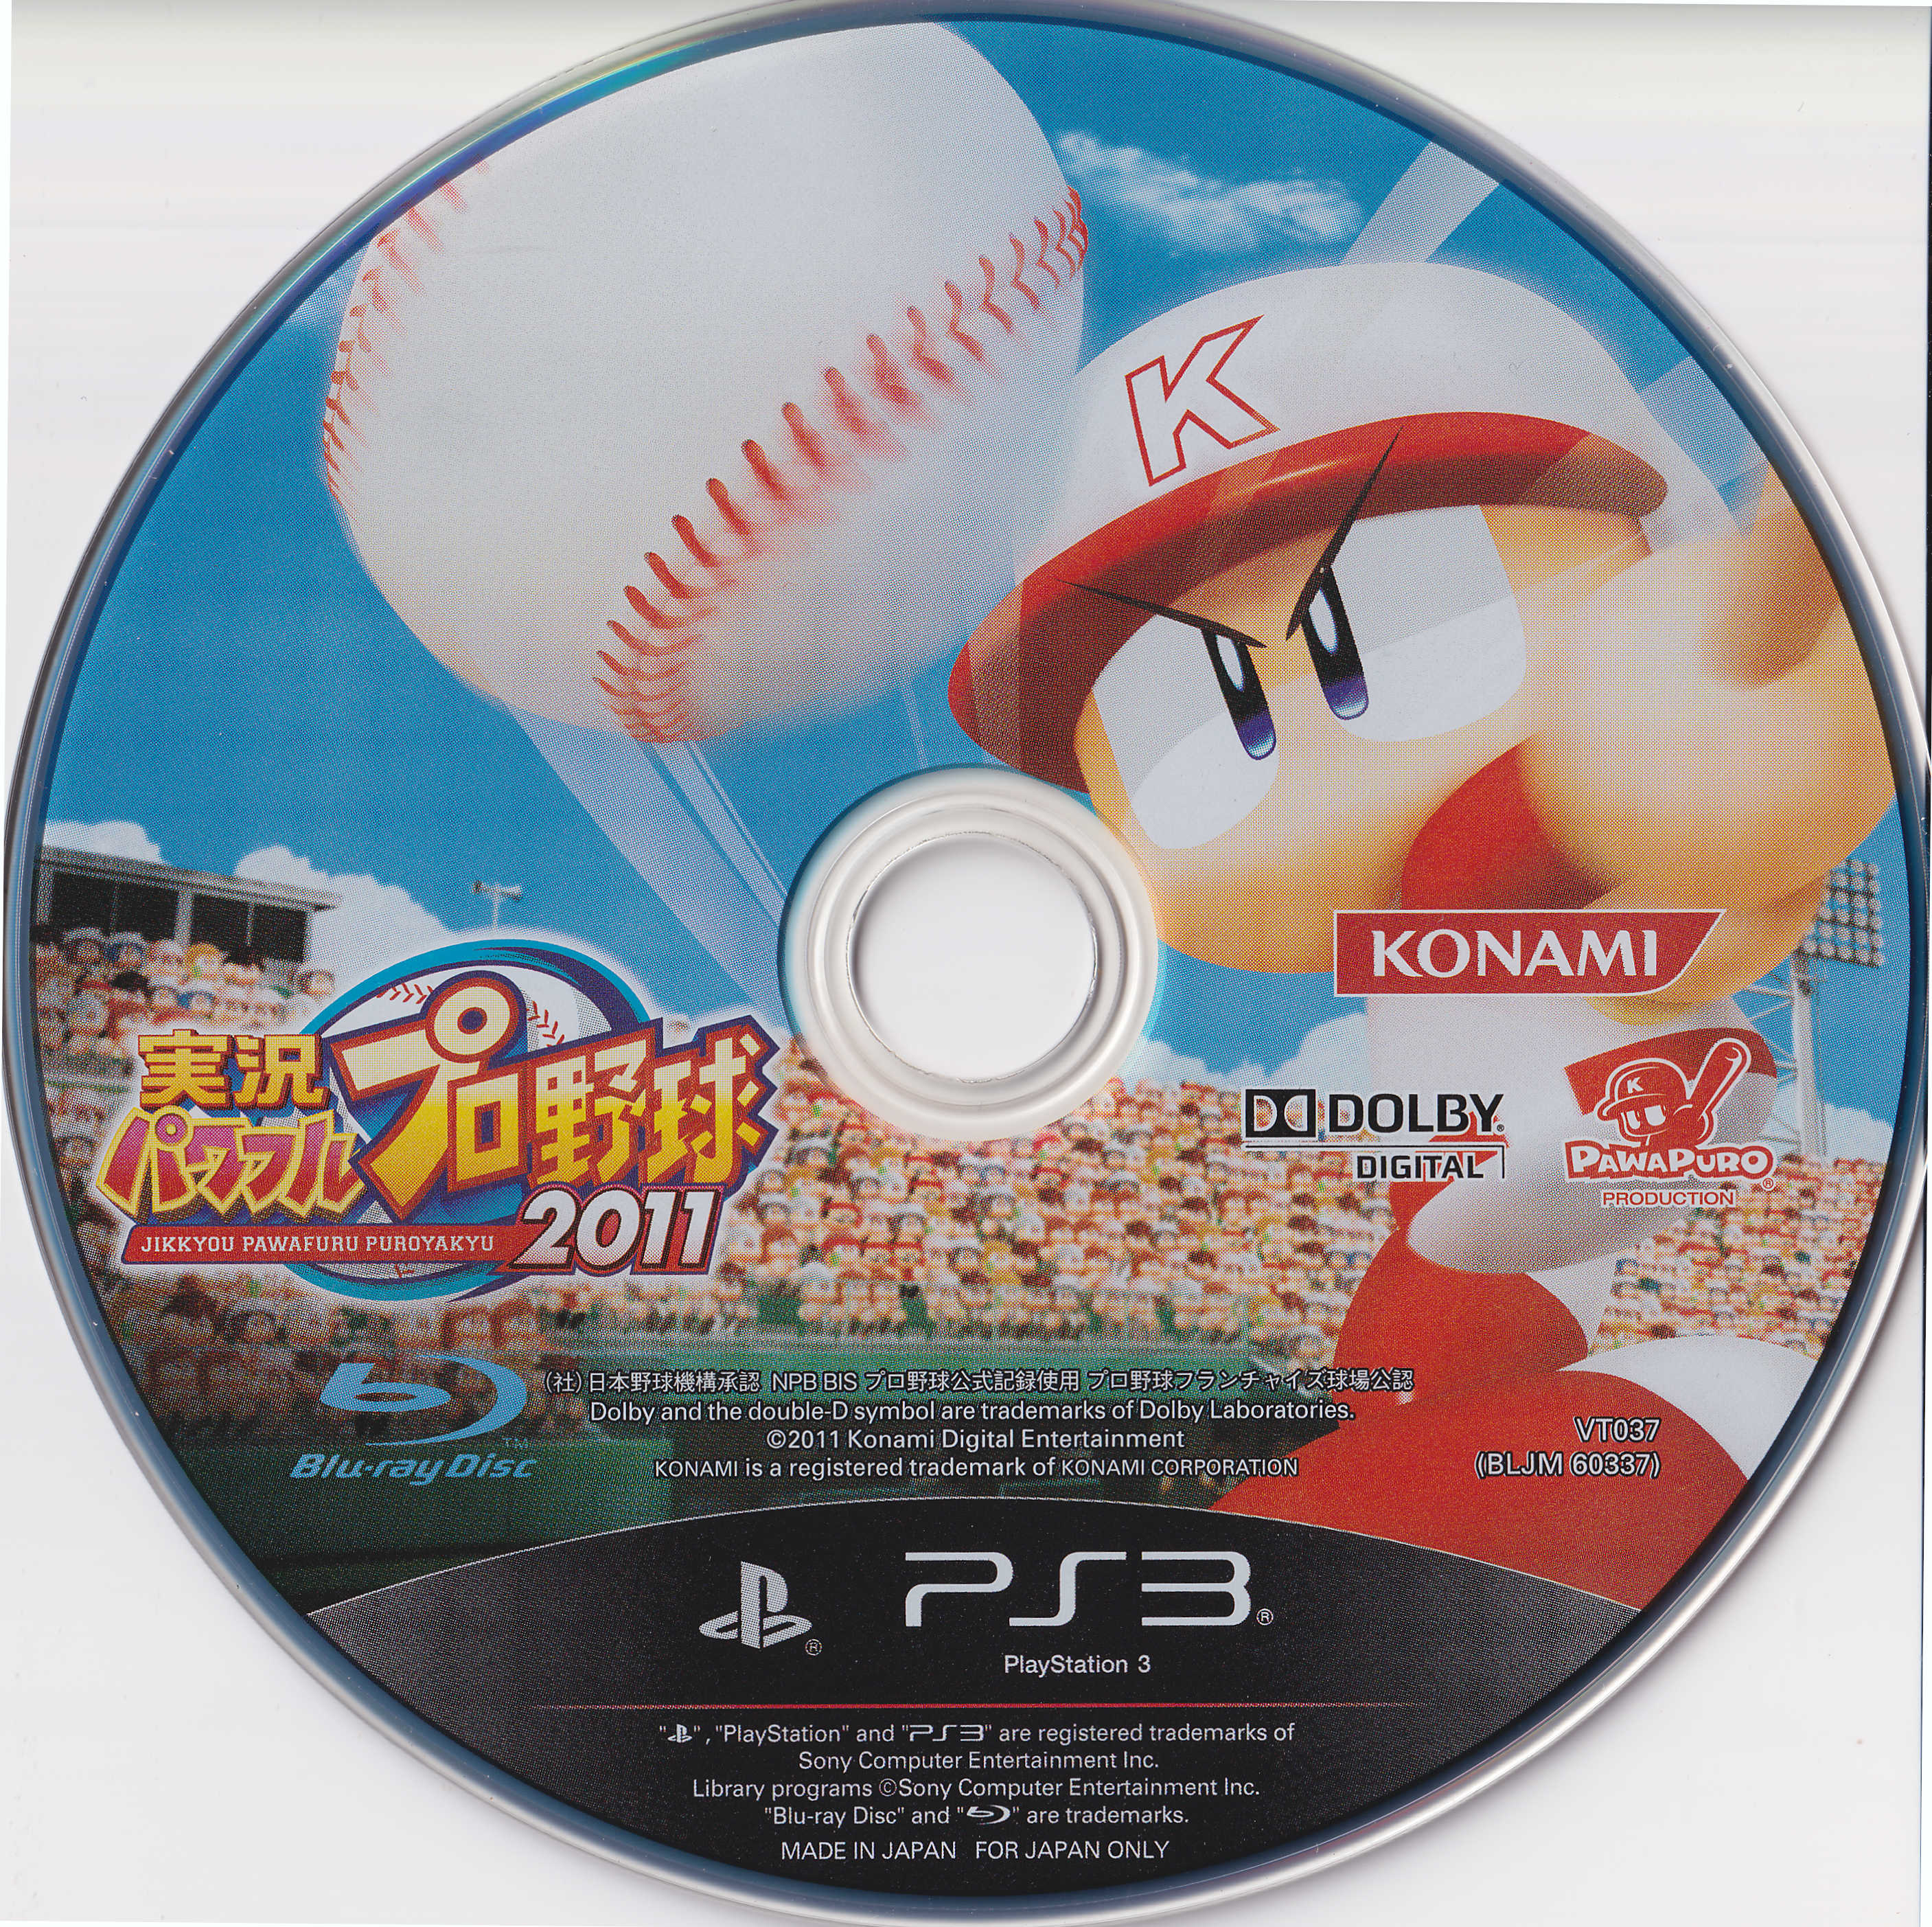 K
KONAMI
実況
パワフル
プロ野球
2011
JIKKYOU PAWAFURU PUROYAKYU
DOLBY®
DIGITAL
K
PAWAPURO®
PRODUCTION
Blu-ray Disc™
(社)日本野球機構承認 NPB BIS プロ野球公式記録使用 プロ野球フランチャイズ球場公認
Dolby and the double-D symbol are trademarks of Dolby Laboratories.
©2011 Konami Digital Entertainment
KONAMI is a registered trademark of KONAMI CORPORATION
VT037
(BLJM 60337)
® PS3®
PlayStation 3
"", "PlayStation" and "PS3" are registered trademarks of
Sony Computer Entertainment Inc.
Library programs ©Sony Computer Entertainment Inc.
"Blu-ray Disc" and "" are trademarks.
MADE IN JAPAN FOR JAPAN ONLY